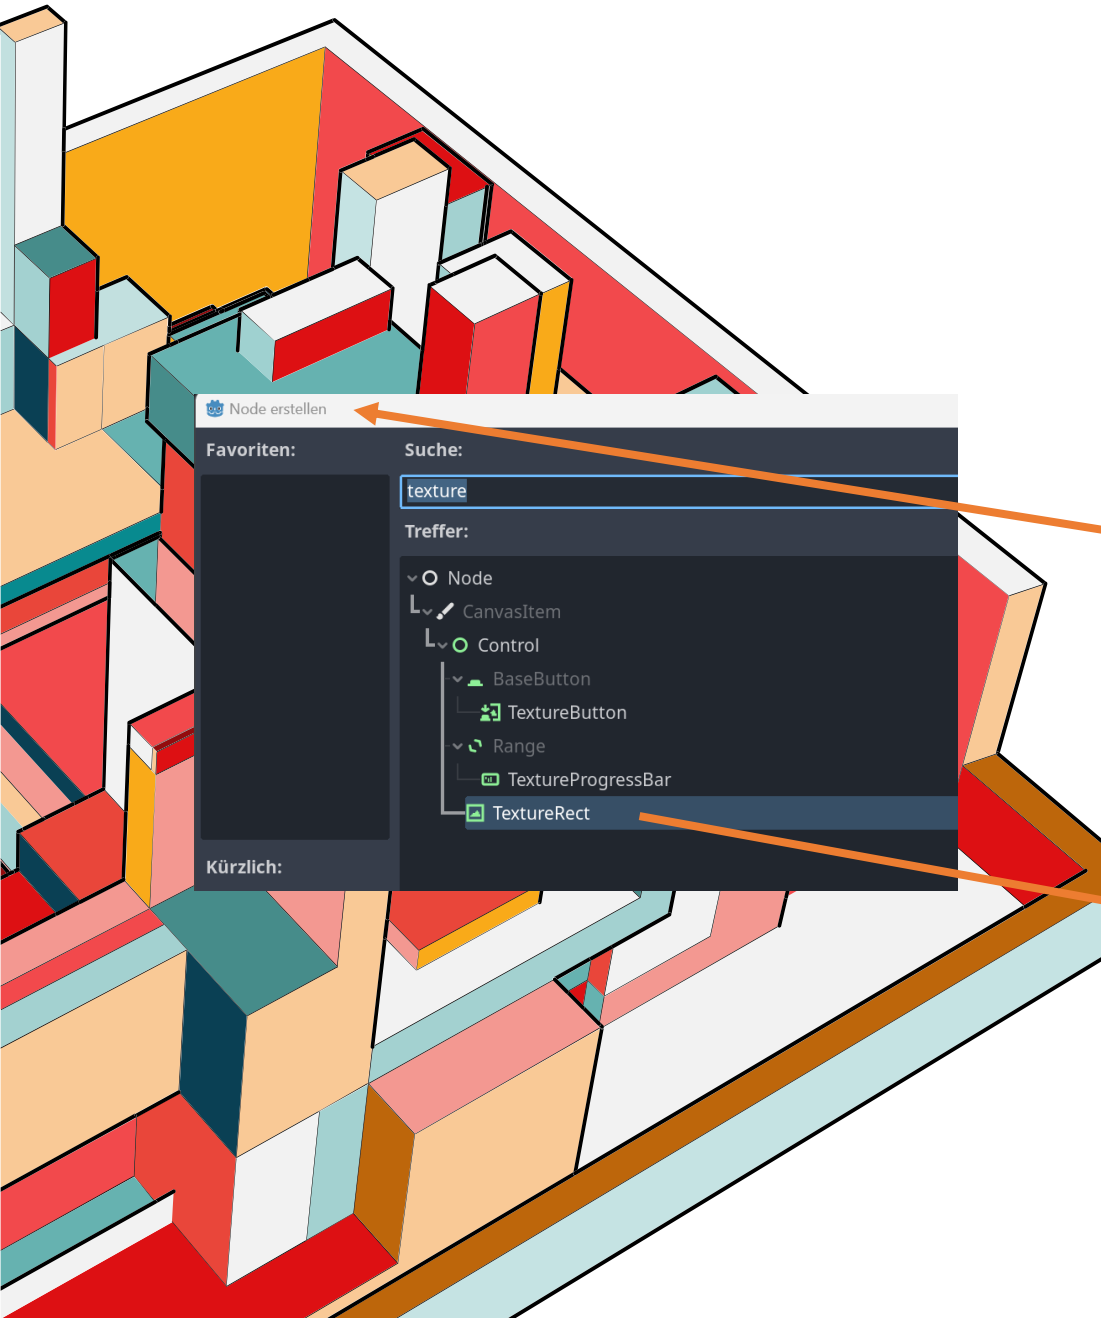 Node erstellen
Favoriten:
Suche:
texture
Treffer:
Node
CanvasItem
Control
BaseButton
TextureButton
Range
TextureProgressBar
TextureRect
Kürzlich: